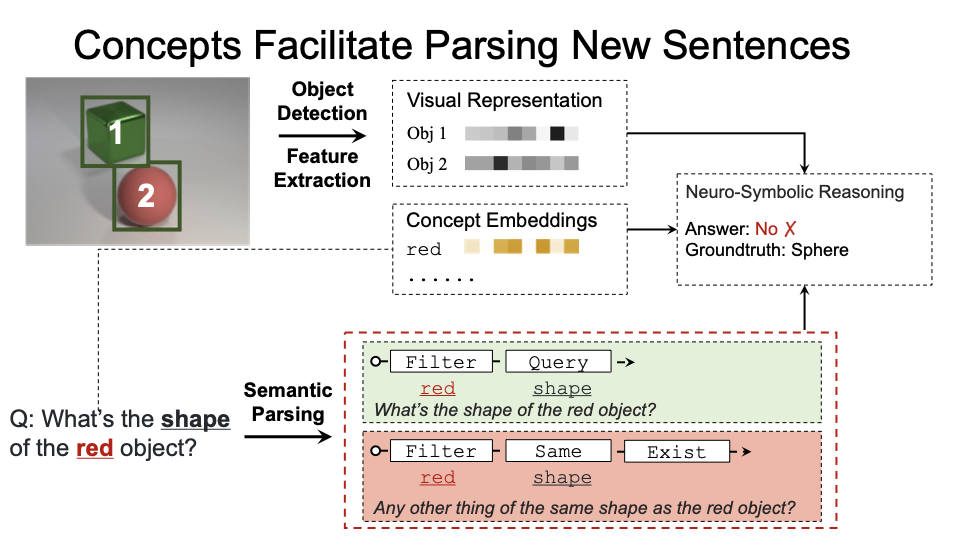 Concepts Facilitate Parsing New Sentences
1
2
Object
Detection
Feature
Extraction
Visual Representation
Obj 1
Obj 2
Concept Embeddings
red
......
Neuro-Symbolic Reasoning
Answer: No ✗
Groundtruth: Sphere
Q: What's the shape
of the red object?
Semantic
Parsing
Filter Query
red shape
What's the shape of the red object?
Filter Same Exist
red shape
Any other thing of the same shape as the red object?